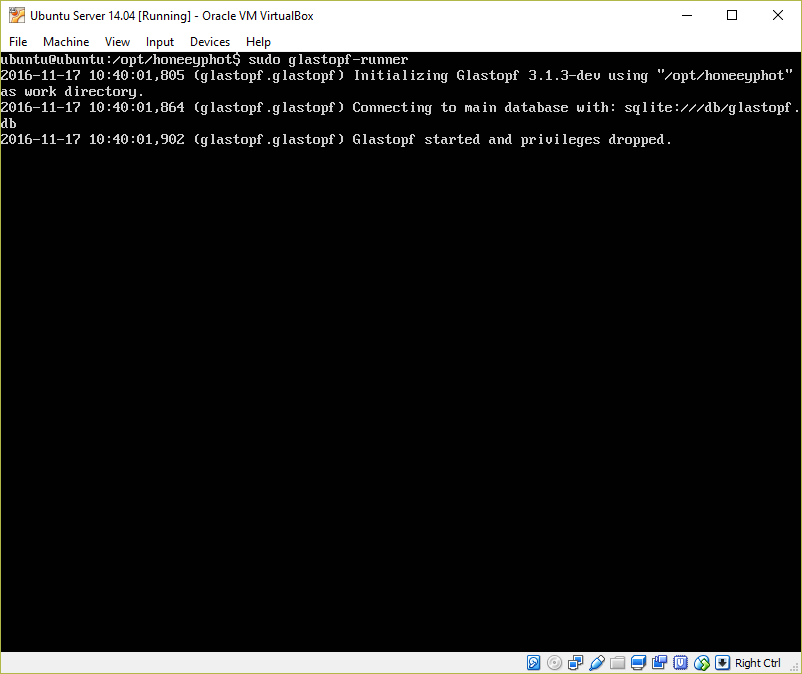 Ubuntu Server 14.04 [Running] - Oracle VM VirtualBox
File Machine View Input Devices Help
ubuntu@ubuntu:/opt/honeeyphot$ sudo glastopf-runner
2016-11-17 10:40:01,805 (glastopf.glastopf) Initializing Glastopf 3.1.3-dev using "/opt/honeeyphot"
as work directory.
2016-11-17 10:40:01,864 (glastopf.glastopf) Connecting to main database with: sqlite:///db/glastopf.
db
2016-11-17 10:40:01,902 (glastopf.glastopf) Glastopf started and privileges dropped.
Right Ctrl